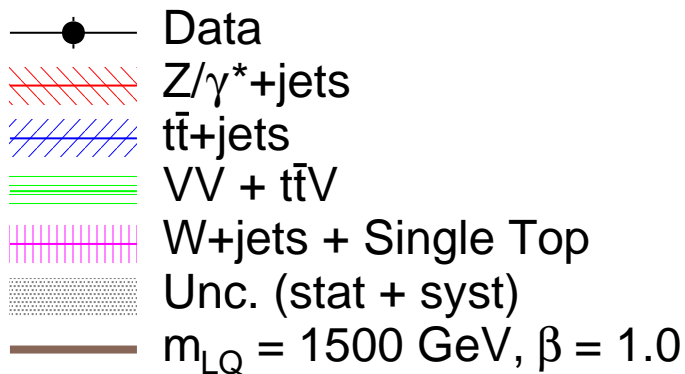 Data
Z/γ*+jets
tt̄+jets
VV + tt̄V
W+jets + Single Top
Unc. (stat + syst)
m_LQ = 1500 GeV, β = 1.0